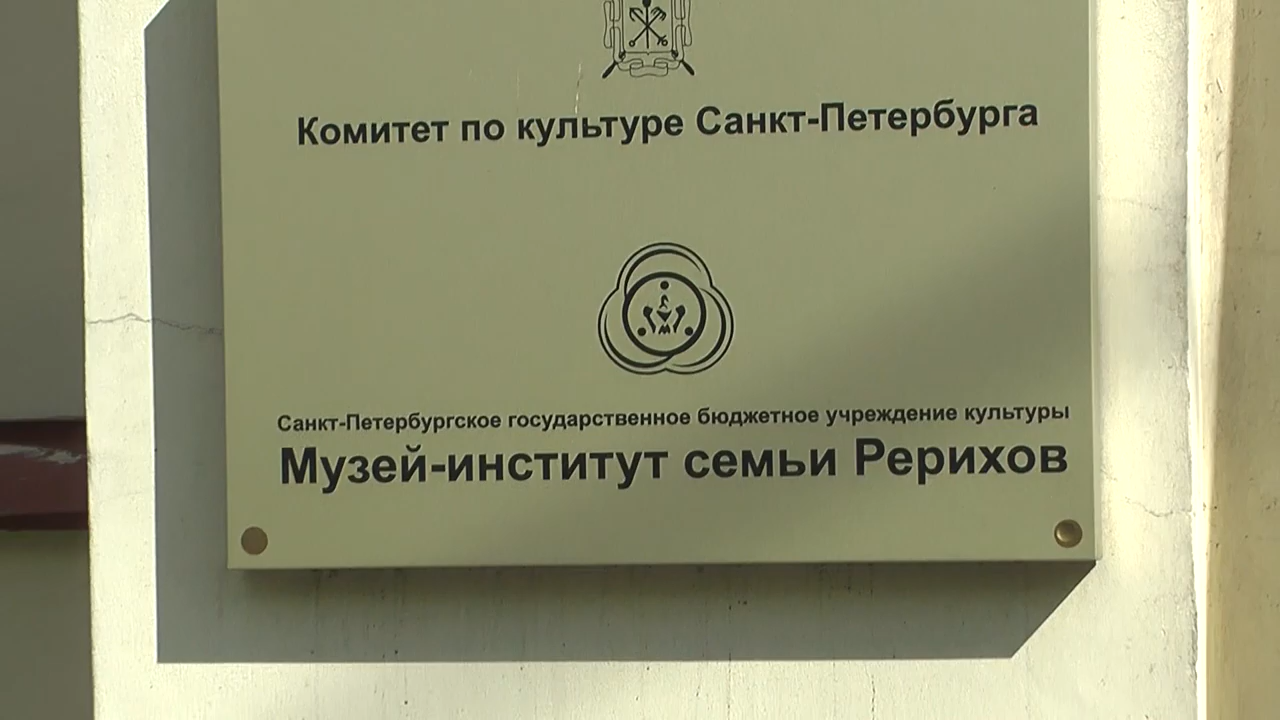 Комитет по культуре Санкт-Петербурга
Санкт-Петербургское государственное бюджетное учреждение культуры
Музей-институт семьи Рерихов